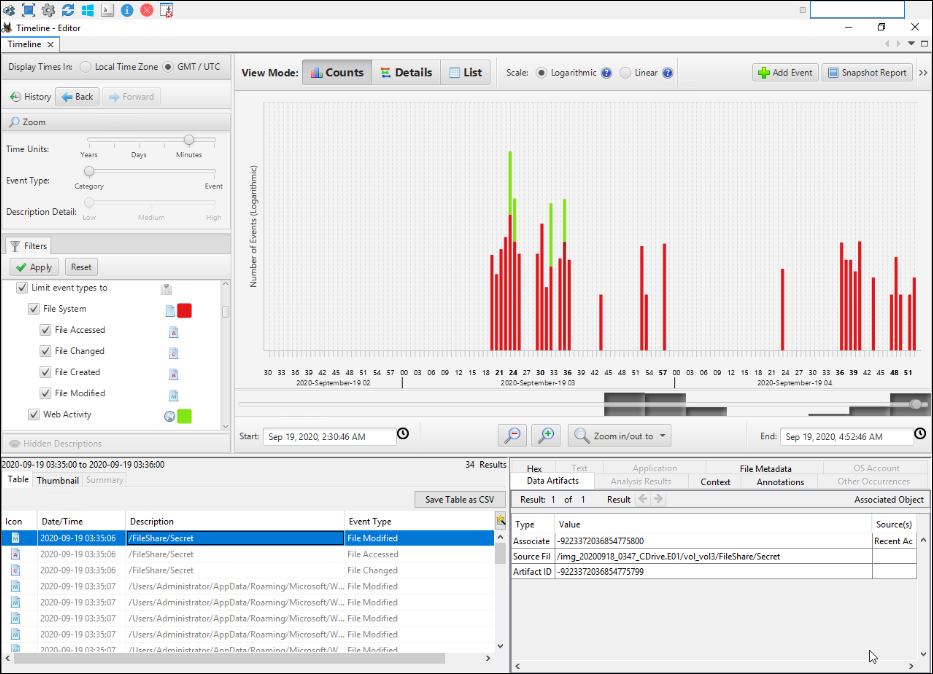 Timeline - Editor
Timeline
Display Times In: Local Time Zone GMT / UTC
History Back Forward
Zoom
Time Units:
Years Days Minutes
Event Type:
Category Event
Description Detail:
Low Medium High
Filters
Apply Reset
Limit event types to
File System
File Accessed
File Changed
File Created
File Modified
Web Activity
Hidden Descriptions
View Mode: Counts Details List Scale: Logarithmic Linear Add Event Snapshot Report
Number of Events (Logarithmic)
30 33 36 39 42 45 48 51 54 57 00 03 06 09 12 15 18 21 24 27 30 33 36 39 42 45 48 51 54 57 00 03 06 09 12 15 18 21 24 27 30 33 36 39 42 45 48 51
2020-September-19 02 2020-September-19 03 2020-September-19 04
Start: Sep 19, 2020, 2:30:46 AM Zoom in/out to End: Sep 19, 2020, 4:52:46 AM
2020-09-19 03:35:00 to 2020-09-19 03:36:00 34 Results
Table Thumbnail Summary
Save Table as CSV
Icon Date/Time Description Event Type
2020-09-19 03:35:06 /FileShare/Secret File Modified
2020-09-19 03:35:06 /FileShare/Secret File Accessed
2020-09-19 03:35:06 /FileShare/Secret File Changed
2020-09-19 03:35:07 /Users/Administrator/AppData/Roaming/Microsoft/W... File Modified
2020-09-19 03:35:07 /Users/Administrator/AppData/Roaming/Microsoft/W... File Modified
2020-09-19 03:35:07 /Users/Administrator/AppData/Roaming/Microsoft/W... File Modified
2020-09-19 03:35:07 /Users/Administrator/AppData/Roaming/Microsoft/W... File Modified
2020-09-19 03:35:07 /Users/Administrator/AppData/Roaming/Microsoft/W... File Modified
Hex Text Application File Metadata OS Account
Data Artifacts Analysis Results Context Annotations Other Occurrences
Result: 1 of 1 Result Associated Object
Type Value Source(s)
Associate -9223372036854775800 Recent Ac
Source Fil /img_20200918_0347_CDrive.E01/vol_vol3/FileShare/Secret
Artifact ID -9223372036854775799